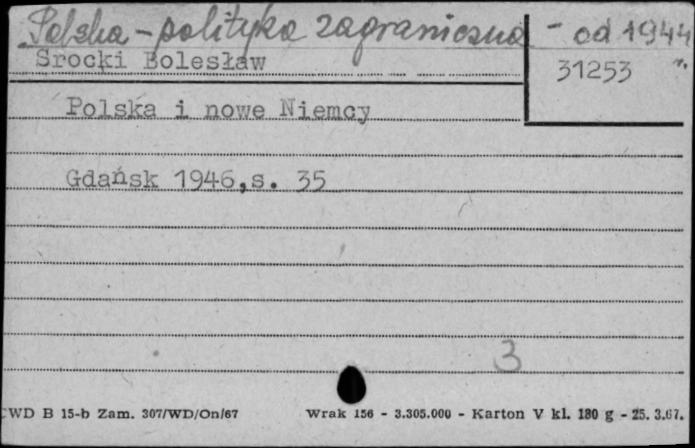 Polska - polityka zagraniczna - od 1944 r.
Srocki Bolesław
31253
Polska i nowe Niemcy
Gdańsk 1946,s. 35
3
CWD B 15-b Zam. 307/WD/On/67 Wrak 156 - 3.305.000 - Karton V kl. 180 g - 25. 3.67.